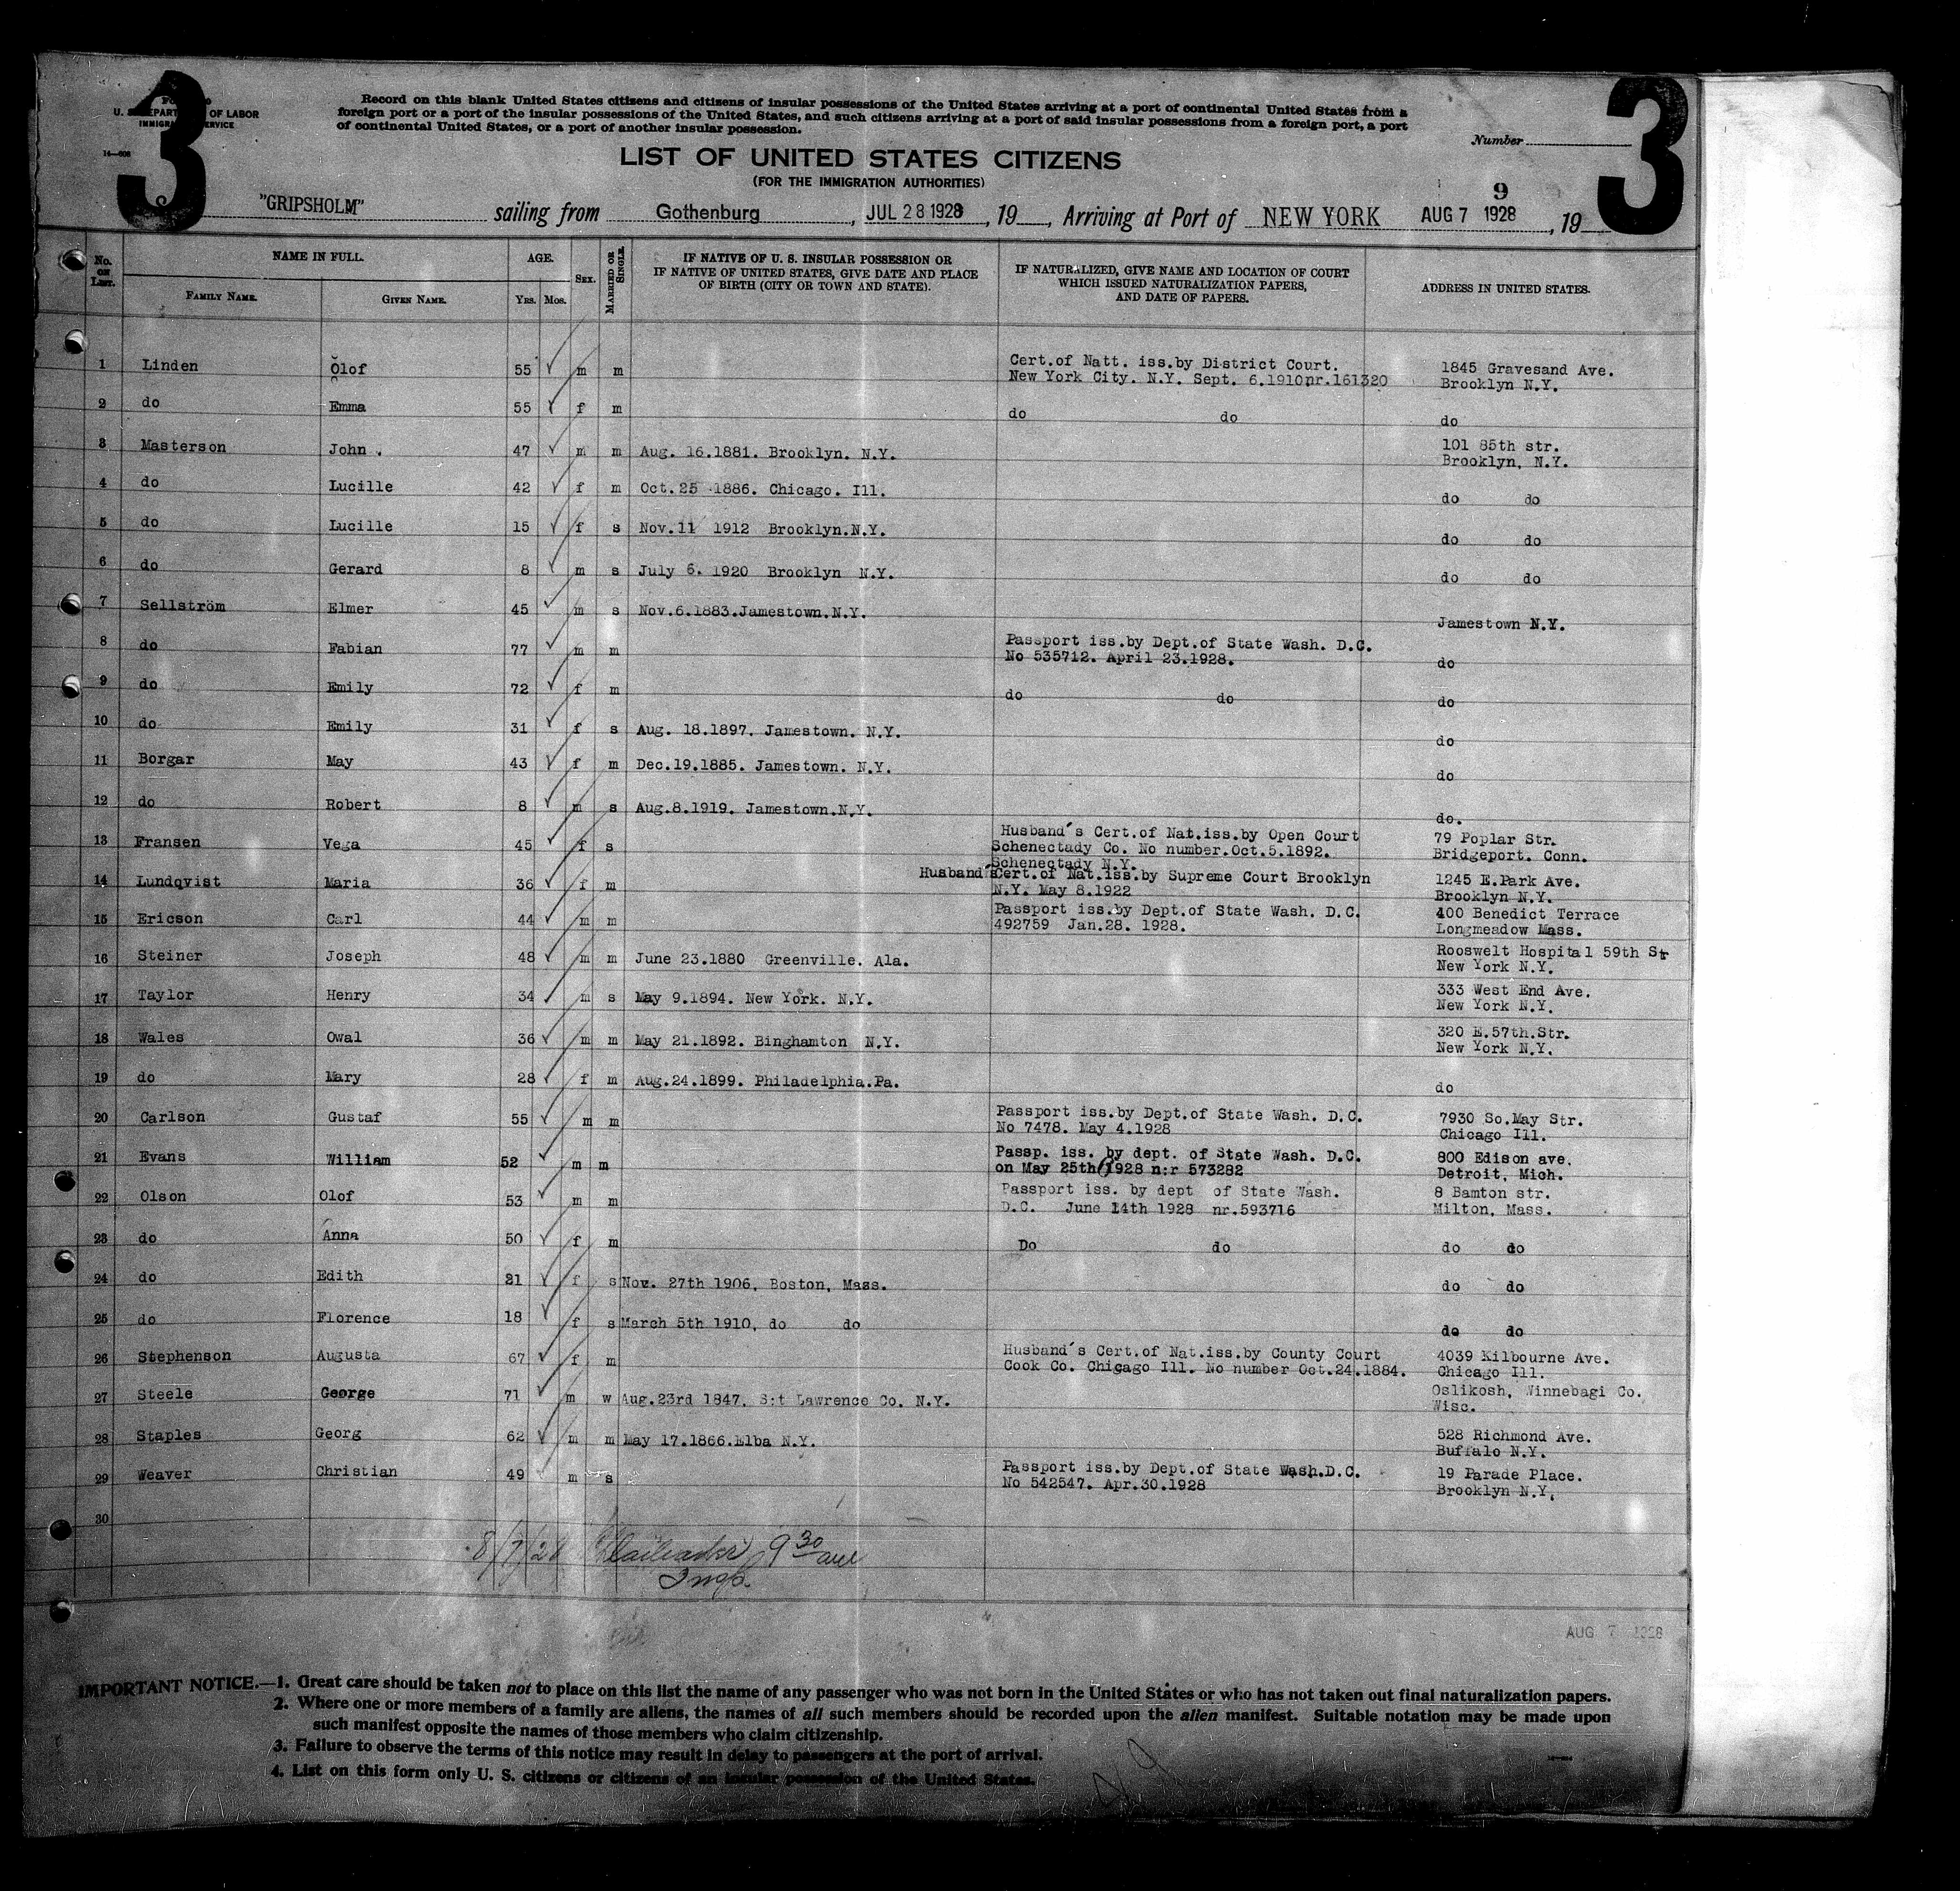 3
3
U. S. DEPARTMENT OF LABOR
IMMIGRATION SERVICE
14—608
Record on this blank United States citizens and citizens of insular possessions of the United States arriving at a port of continental United States from a
foreign port or a port of the insular possessions of the United States, and such citizens arriving at a port of said insular possessions from a foreign port, a port
of continental United States, or a port of another insular possession.
Number
LIST OF UNITED STATES CITIZENS
(FOR THE IMMIGRATION AUTHORITIES)
9
"GRIPSHOLM" sailing from Gothenburg, JUL 28 1928, 19 , Arriving at Port of NEW YORK AUG 7 1928, 19
No. ON LIST. NAME IN FULL. AGE. SEX. MARRIED OR SINGLE. IF NATIVE OF U. S. INSULAR POSSESSION OR IF NATIVE OF UNITED STATES, GIVE DATE AND PLACE OF BIRTH (CITY OR TOWN AND STATE). IF NATURALIZED, GIVE NAME AND LOCATION OF COURT WHICH ISSUED NATURALIZATION PAPERS, AND DATE OF PAPERS. ADDRESS IN UNITED STATES.
FAMILY NAME. GIVEN NAME. YRS. MOS.
1 Linden Olof 55 m m Cert.of Natt. iss.by District Court. 1845 Gravesand Ave.
New York City. N.Y. Sept. 6.1910nr.161320 Brooklyn N.Y.
2 do Emma 55 f m do do do
3 Masterson John . 47 m m Aug. 16.1881. Brooklyn. N.Y. 101 85th str.
Brooklyn, N.Y.
4 do Lucille 42 f m Oct.25 1886. Chicago. Ill. do do
5 do Lucille 15 f s Nov.11 1912 Brooklyn.N.Y. do do
6 do Gerard 8 m s July 6. 1920 Brooklyn N.Y. do do
7 Sellström Elmer 45 m s Nov.6.1883.Jamestown.N.Y. Jamestown N.Y.
8 do Fabian 77 m m Passport iss.by Dept.of State Wash. D.C.
No 535712. April 23.1928. do
9 do Emily 72 f m do do do
10 do Emily 31 f s Aug. 18.1897. Jamestown. N.Y. do
11 Borgar May 43 f m Dec.19.1885. Jamestown. N.Y. do
12 do Robert 8 m s Aug.8.1919. Jamestown.N.Y. do.
13 Fransen Vega 45 f s Husband's Cert.of Nat.iss.by Open Court 79 Poplar Str.
Schenectady Co. No number.Oct.5.1892. Bridgeport. Conn.
Schenectady N.Y.
14 Lundqvist Maria 36 f m Husband's Cert.of Nat.iss.by Supreme Court Brooklyn 1245 E.Park Ave.
N.Y. May 8.1922 Brooklyn N.Y.
15 Ericson Carl 44 m m Passport iss.by Dept.of State Wash. D.C. 400 Benedict Terrace
492759 Jan.28. 1928. Longmeadow Mass.
16 Steiner Joseph 48 m m June 23.1880 Greenville. Ala. Rooswelt Hospital 59th St
New York N.Y.
17 Taylor Henry 34 m s May 9.1894. New York. N.Y. 333 West End Ave.
New York N.Y.
18 Wales Owal 36 m m May 21.1892. Binghamton N.Y. 320 E.57th.Str.
New York N.Y.
19 do Mary 28 f m Aug.24.1899. Philadelphia.Pa. do
20 Carlson Gustaf 55 m m Passport iss.by Dept.of State Wash. D.C. 7930 So.May Str.
No 7478. May 4.1928 Chicago Ill.
21 Evans William 52 m m Passp. iss. by dept. of State Wash. D.C. 800 Edison ave.
on May 25th 1928 n:r 573282 Detroit, Mich.
22 Olson Olof 53 m m Passport iss. by dept of State Wash. 8 Bamton str.
D.C. June 14th 1928 nr.593716 Milton, Mass.
23 do Anna 50 f m Do do do do
24 do Edith 21 f s Nov. 27th 1906, Boston, Mass. do do
25 do Florence 18 f s March 5th 1910, do do do do
26 Stephenson Augusta 67 f m Husband's Cert.of Nat.iss.by County Court 4039 Kilbourne Ave.
Cook Co. Chicago Ill. No number Oct.24.1884. Chicago Ill.
27 Steele George 71 m w Aug.23rd 1847, S:t Lawrence Co. N.Y. Oslikosh, Winnebagi Co.
Wisc.
28 Staples Georg 62 m m May 17.1866.Elba N.Y. 528 Richmond Ave.
Buffalo N.Y.
29 Weaver Christian 49 m s Passport iss.by Dept.of State Wash.D.C. 19 Parade Place.
No 542547. Apr.30.1928 Brooklyn N.Y.
30
8/7/28 9 30 am
Insp.
AUG 7 1928
IMPORTANT NOTICE.—1. Great care should be taken not to place on this list the name of any passenger who was not born in the United States or who has not taken out final naturalization papers.
2. Where one or more members of a family are aliens, the names of all such members should be recorded upon the alien manifest. Suitable notation may be made upon
such manifest opposite the names of those members who claim citizenship.
3. Failure to observe the terms of this notice may result in delay to passengers at the port of arrival.
4. List on this form only U. S. citizens or citizens of an insular possession of the United States.